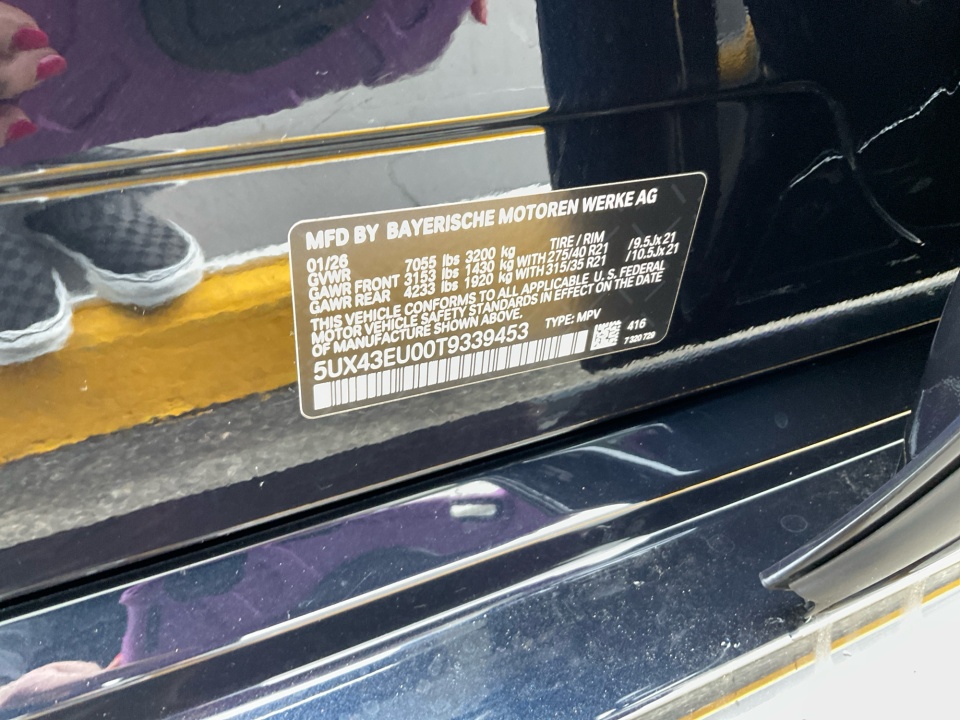 MFD BY BAYERISCHE MOTOREN WERKE AG
01/26
GVWR 7055 lbs 3200 kg TIRE / RIM
GAWR FRONT 3153 lbs 1430 kg WITH 275/40 R21 /9.5Jx21
GAWR REAR 4233 lbs 1920 kg WITH 315/35 R21 /10.5Jx21
THIS VEHICLE CONFORMS TO ALL APPLICABLE U.S. FEDERAL
MOTOR VEHICLE SAFETY STANDARDS IN EFFECT ON THE DATE
OF MANUFACTURE SHOWN ABOVE.
5UX43EU00T9339453 TYPE: MPV
416
7 320 729